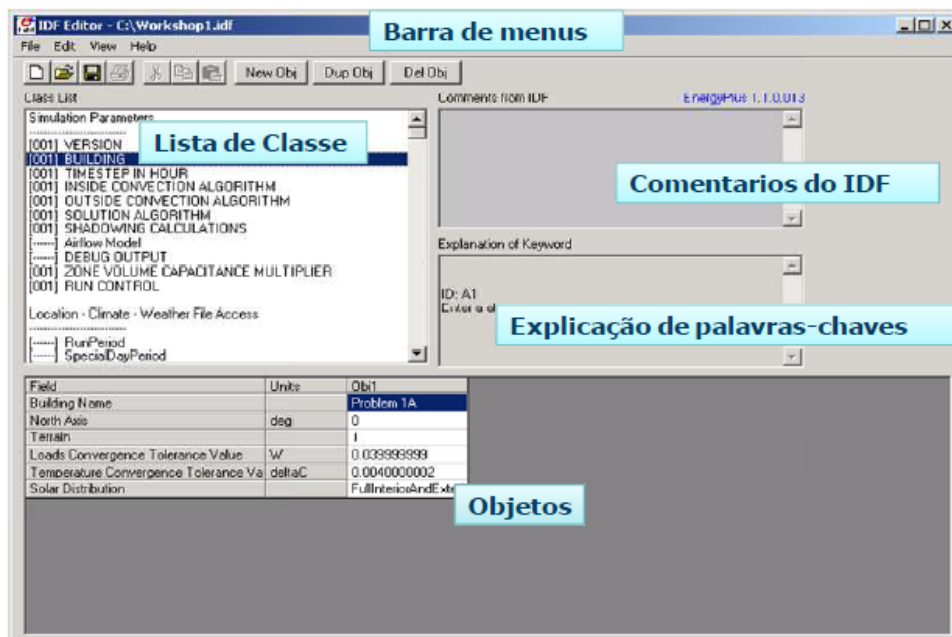 IDF Editor - C:\Workshop1.idf
Barra de menus
File Edit View Help
New Obj Dup Obj Del Obj
Class List
Comments from IDF
EnergyPlus 1.1.0.013
Simulation Parameters
[001] VERSION
Lista de Classe
[001] BUILDING
[001] TIMESTEP IN HOUR
[001] INSIDE CONVECTION ALGORITHM
[001] OUTSIDE CONVECTION ALGORITHM
[001] SOLUTION ALGORITHM
[001] SHADOWING CALCULATIONS
[------] Airflow Model
[------] DEBUG OUTPUT
[001] ZONE VOLUME CAPACITANCE MULTIPLIER
[001] RUN CONTROL
Location - Climate - Weather File Access
[------] RunPeriod
[------] SpecialDayPeriod
Comentarios do IDF
Explanation of Keyword
ID: A1
Enter a
Explicação de palavras-chaves
Field Units Obj1
Building Name Problem 1A
North Axis deg 0
Terrain
Loads Convergence Tolerance Value W 0.039999999
Temperature Convergence Tolerance Va deltaC 0.0040000002
Solar Distribution FullInteriorAndExte
Objetos